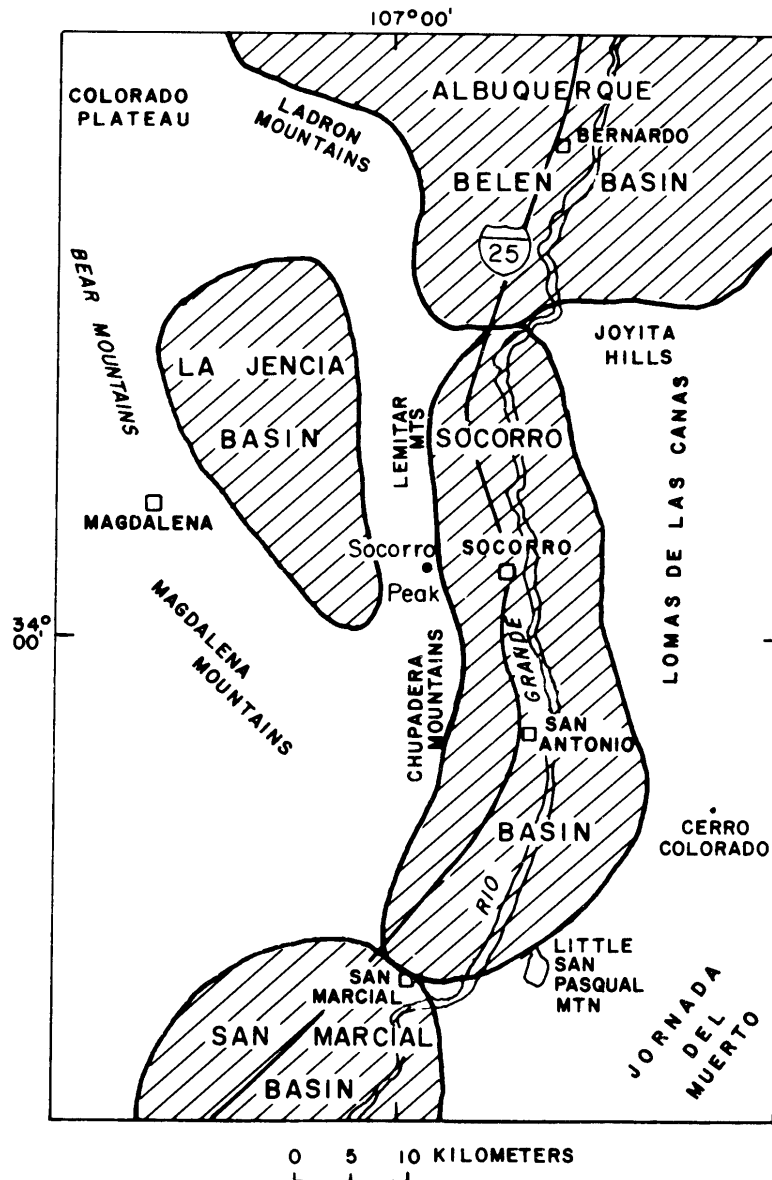 107°00'
COLORADO
PLATEAU
LADRON
MOUNTAINS
ALBUQUERQUE
BERNARDO
BELEN BASIN
25
BEAR MOUNTAINS
JOYITA
HILLS
LA JENCIA
BASIN
LEMITAR
MTS
SOCORRO
LOMAS DE LAS CANAS
MAGDALENA
Socorro
Peak
SOCORRO
34°
00'
MAGDALENA
MOUNTAINS
CHUPADERA
MOUNTAINS
GRANDE
SAN
ANTONIO
BASIN
CERRO
COLORADO
RIO
LITTLE
SAN
PASQUAL
MTN
SAN
MARCIAL
JORNADA
DEL
MUERTO
SAN MARCIAL
BASIN
0 5 10 KILOMETERS